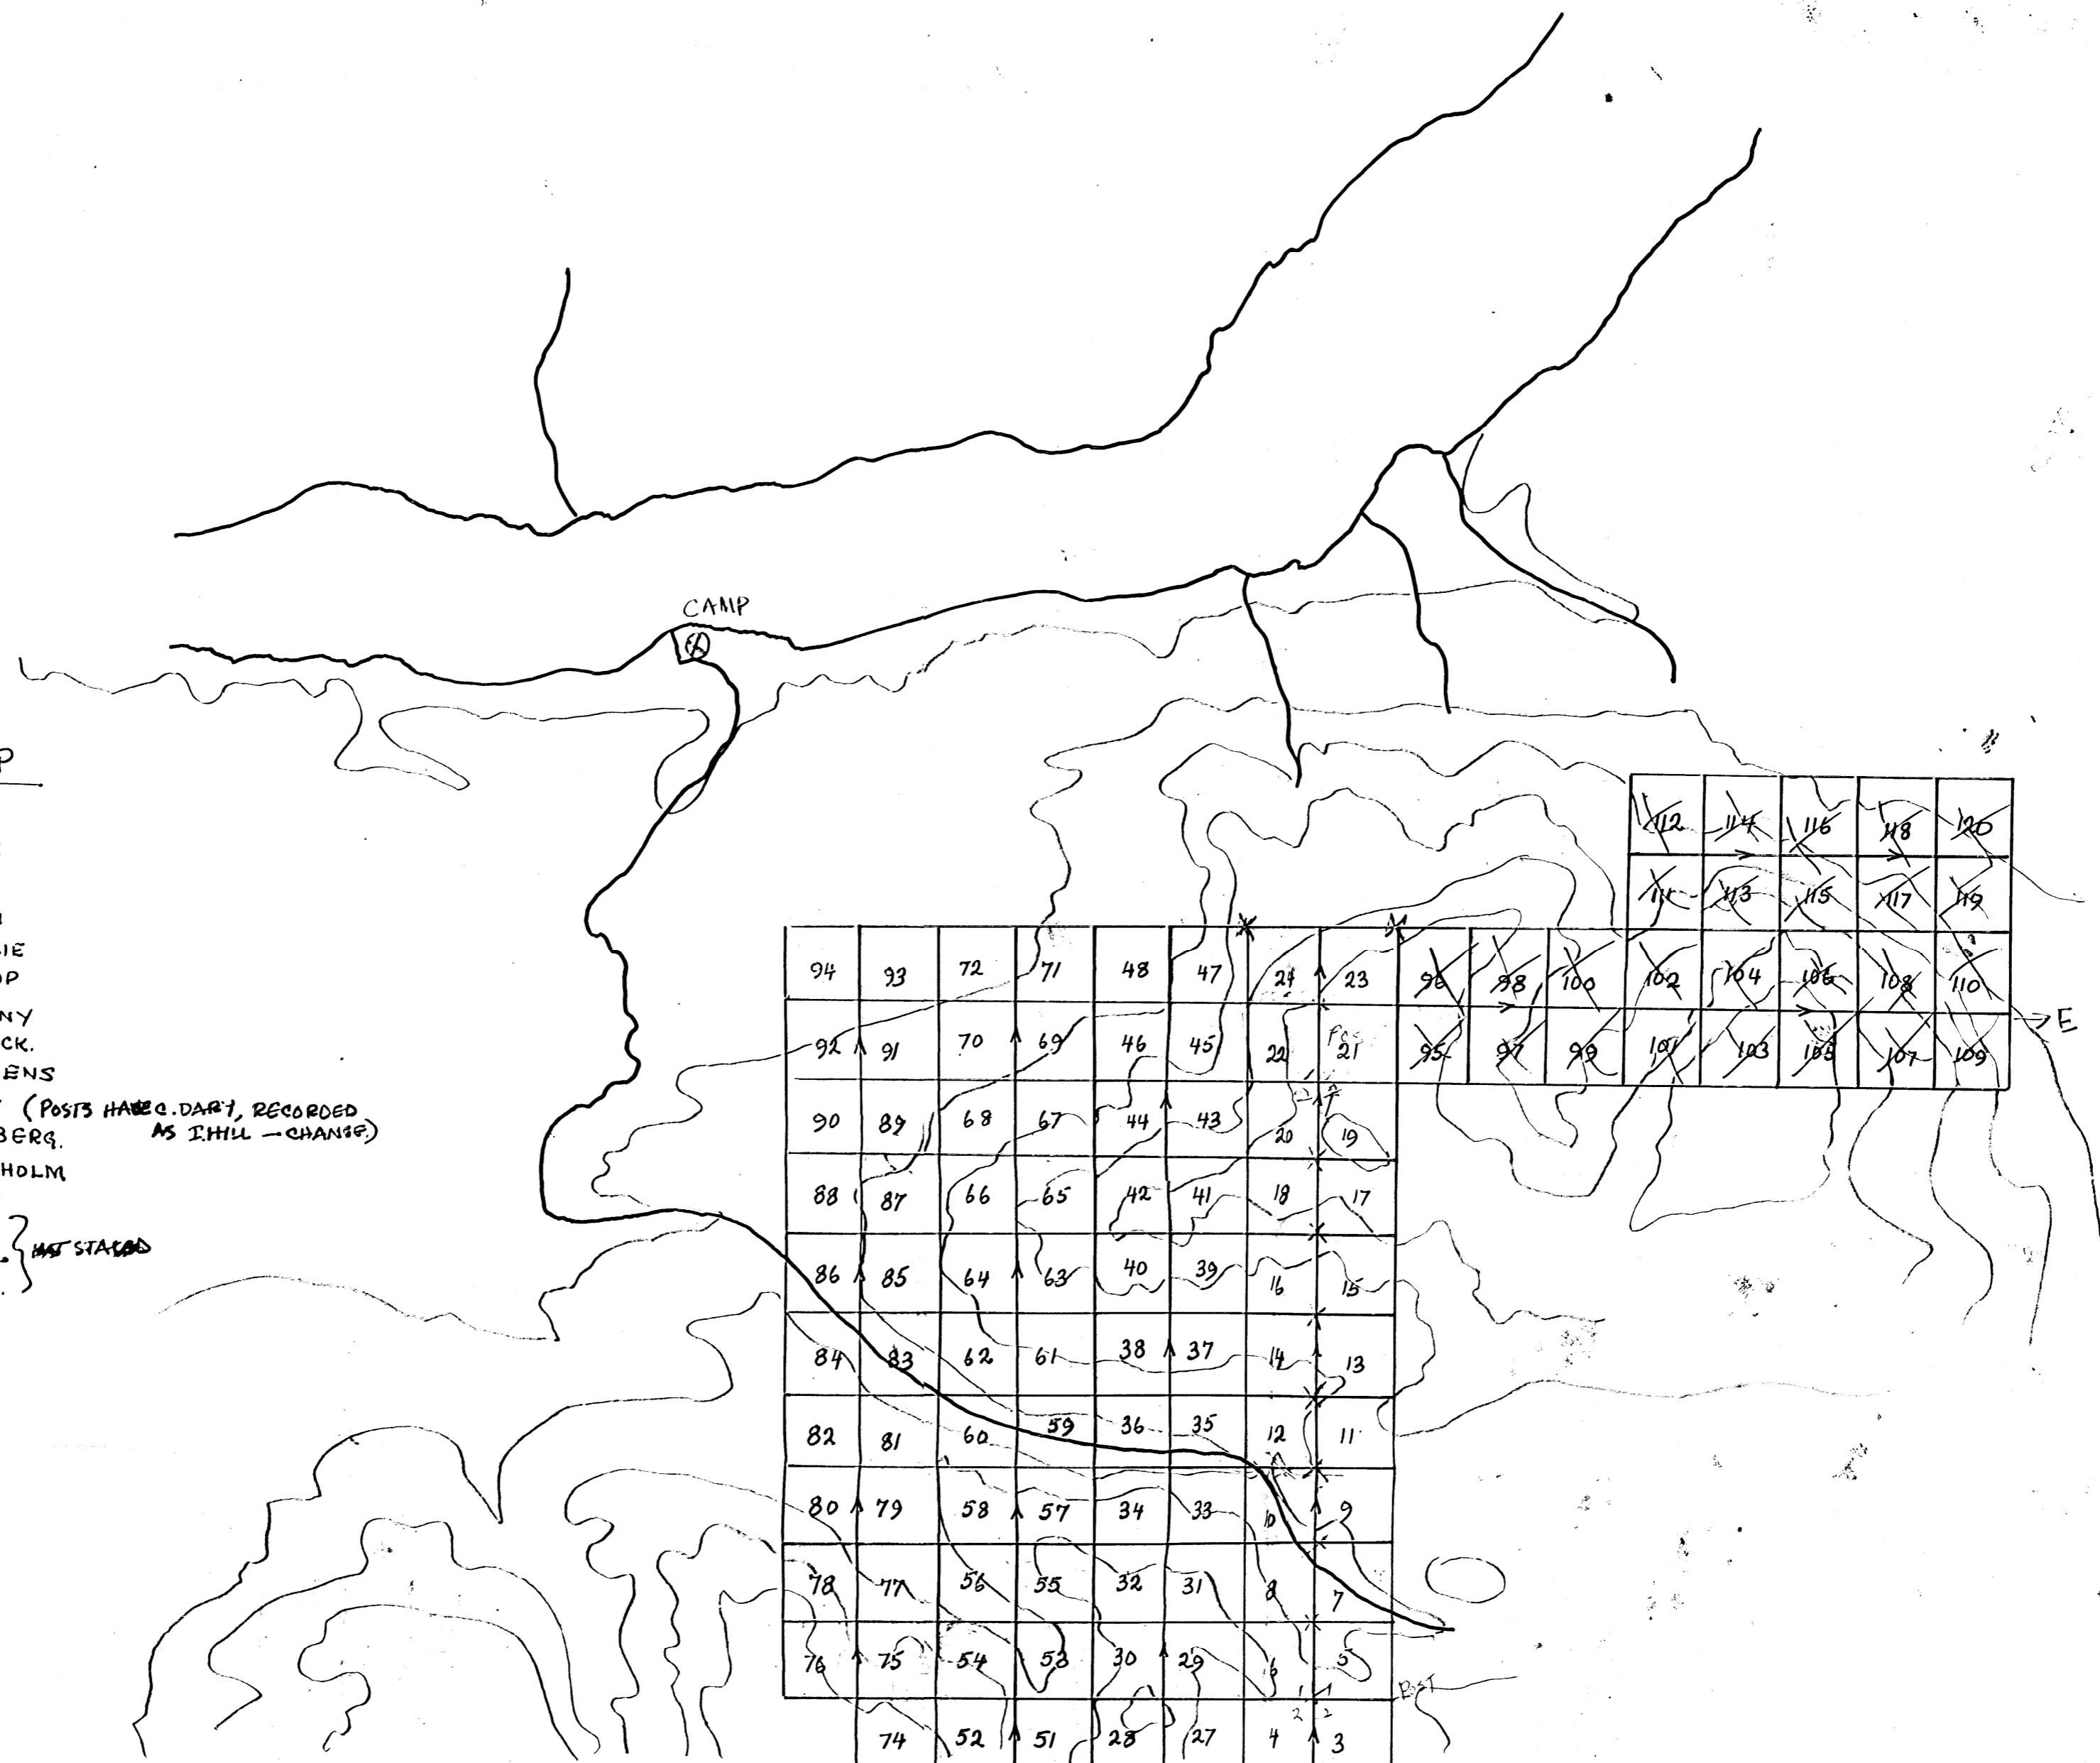 CAMP
P
112 114 116 118 120
111 113 115 117 119
94 93 72 71 48 47 24 23 96 98 100 102 104 106 108 110
E
92 91 70 69 46 45 22 21 95 97 99 101 103 105 107 109
IE
OP
NY
CK.
ENS
(POSTS HAVE C. DARY, RECORDED
BERG. AS I. HILL — CHANGE)
HOLM
90 89 68 67 44 43 20 19
88 87 66 65 42 41 18 17
STAKED
86 85 64 63 40 39 16 15
84 83 62 61 38 37 14 13
82 81 60 59 36 35 12 11
80 79 58 57 34 33 10 9
78 77 56 55 32 31 8 7
76 75 54 53 30 29 6 5
POST
1 1
2 2
74 52 51 28 27 4 3